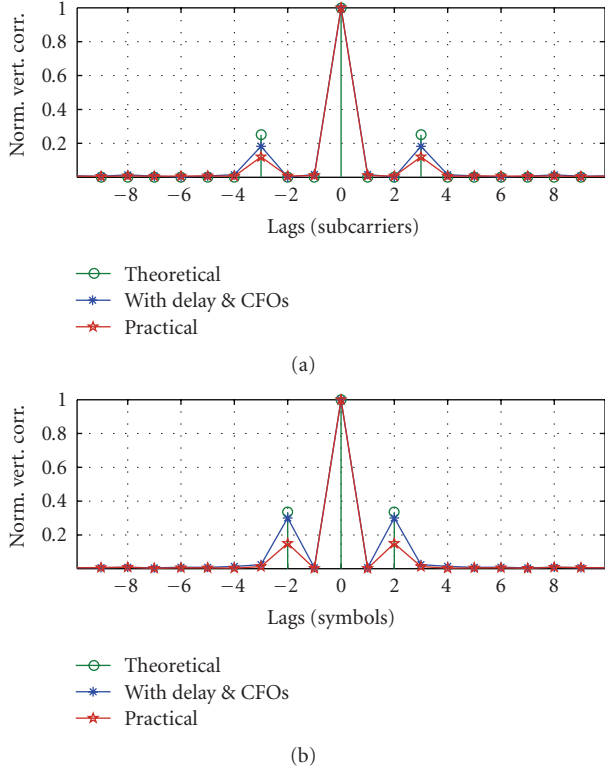 1
0.8
0.6
0.4
0.2
Norm. vert. corr.
−8 −6 −4 −2 0 2 4 6 8
Lags (subcarriers)
Theoretical
With delay & CFOs
Practical
(a)
1
0.8
0.6
0.4
0.2
Norm. vert. corr.
−8 −6 −4 −2 0 2 4 6 8
Lags (symbols)
Theoretical
With delay & CFOs
Practical
(b)